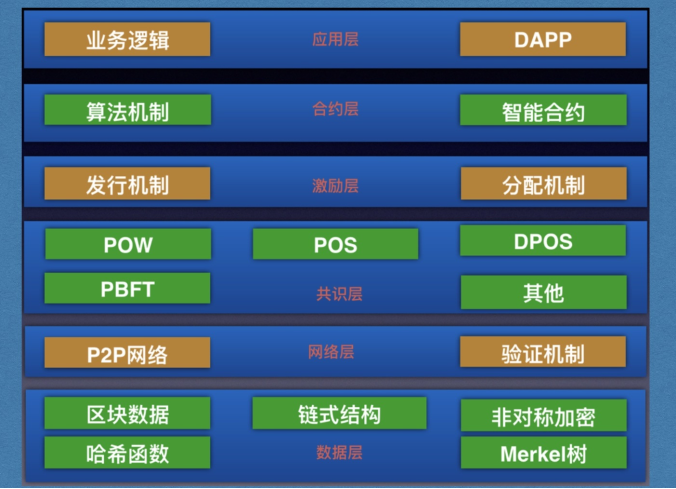 业务逻辑 应用层 DAPP
算法机制 合约层 智能合约
发行机制 激励层 分配机制
POW POS DPOS
PBFT 共识层 其他
P2P网络 网络层 验证机制
区块数据 链式结构 非对称加密
哈希函数 数据层 Merkel树